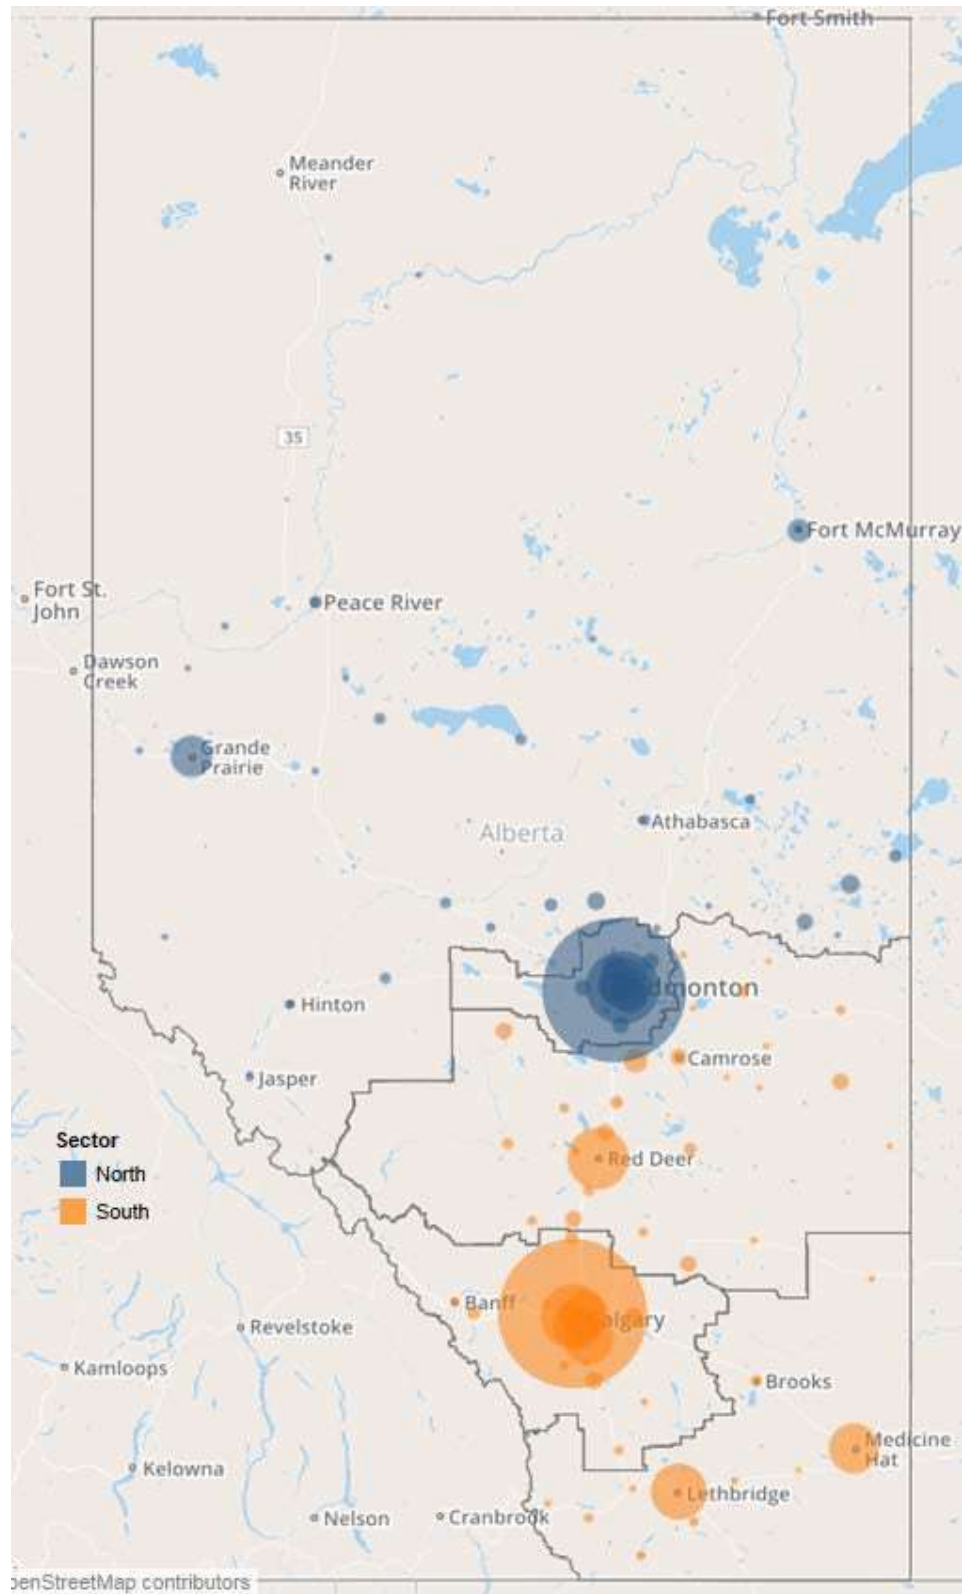 Fort Smith
Meander
River
35
Fort McMurray
Fort St.
John
Peace River
Dawson
Creek
Grande
Prairie
Alberta
Athabasca
Edmonton
Hinton
Camrose
Jasper
Sector
North
South
Red Deer
Banff
Calgary
Revelstoke
Kamloops
Brooks
Medicine
Hat
Kelowna
Lethbridge
Nelson
Cranbrook
penStreetMap contributors